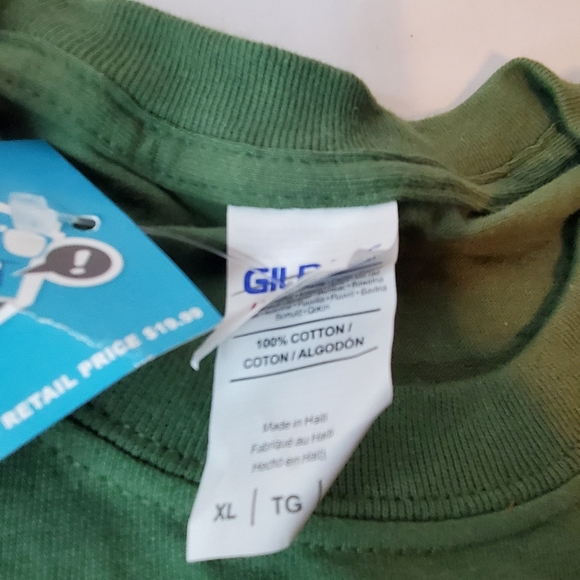 RETAIL PRICE $19.99
GIL
100% COTTON /
COTON / ALGODÓN
Made in Haiti
Fabriqué au Haiti
Hecho en Haiti
XL | TG |